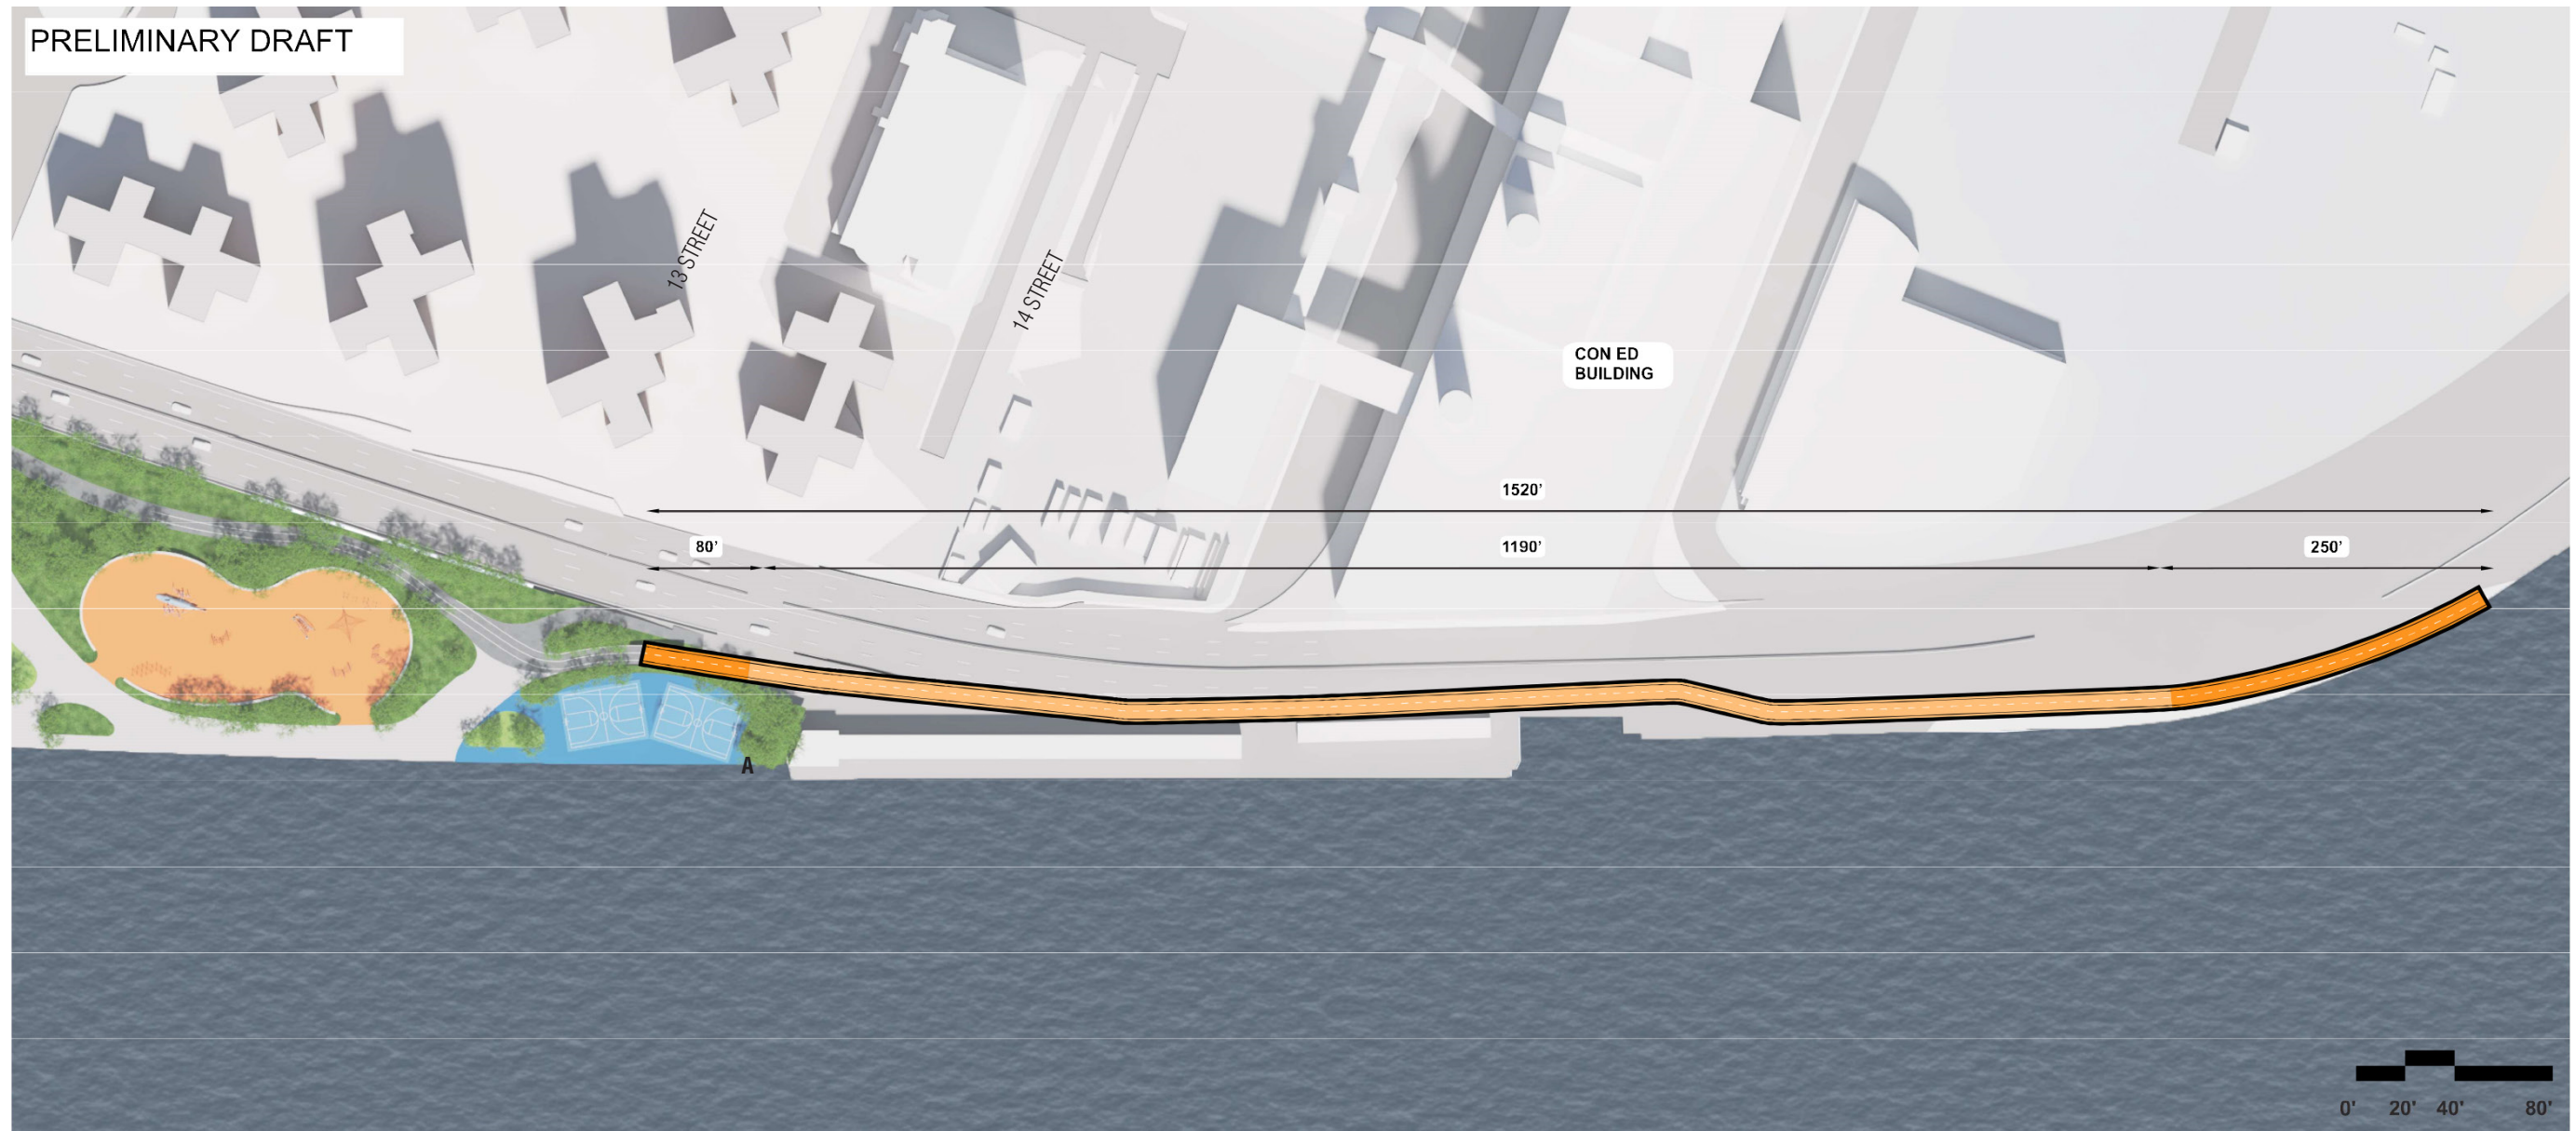 PRELIMINARY DRAFT
13 STREET
14 STREET
CON ED
BUILDING
1520'
80'
1190'
250'
A
0' 20' 40' 80'